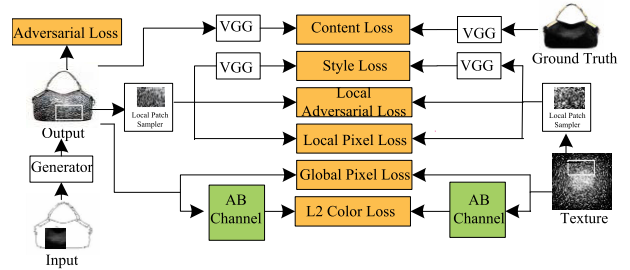 Adversarial Loss
VGG
Content Loss
VGG
Ground Truth
VGG
Style Loss
VGG
Local
Adversarial Loss
Local Patch
Sampler
Local Patch
Sampler
Output
Local Pixel Loss
Generator
Global Pixel Loss
AB
Channel
L2 Color Loss
AB
Channel
Texture
Input